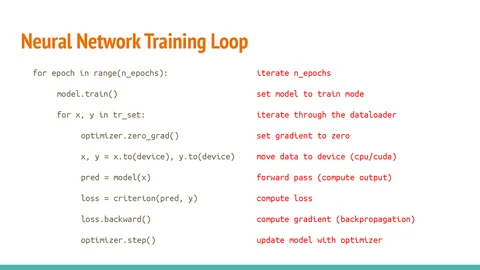 Neural Network Training Loop
for epoch in range(n_epochs): iterate n_epochs
model.train() set model to train mode
for x, y in tr_set: iterate through the dataloader
optimizer.zero_grad() set gradient to zero
x, y = x.to(device), y.to(device) move data to device (cpu/cuda)
pred = model(x) forward pass (compute output)
loss = criterion(pred, y) compute loss
loss.backward() compute gradient (backpropagation)
optimizer.step() update model with optimizer